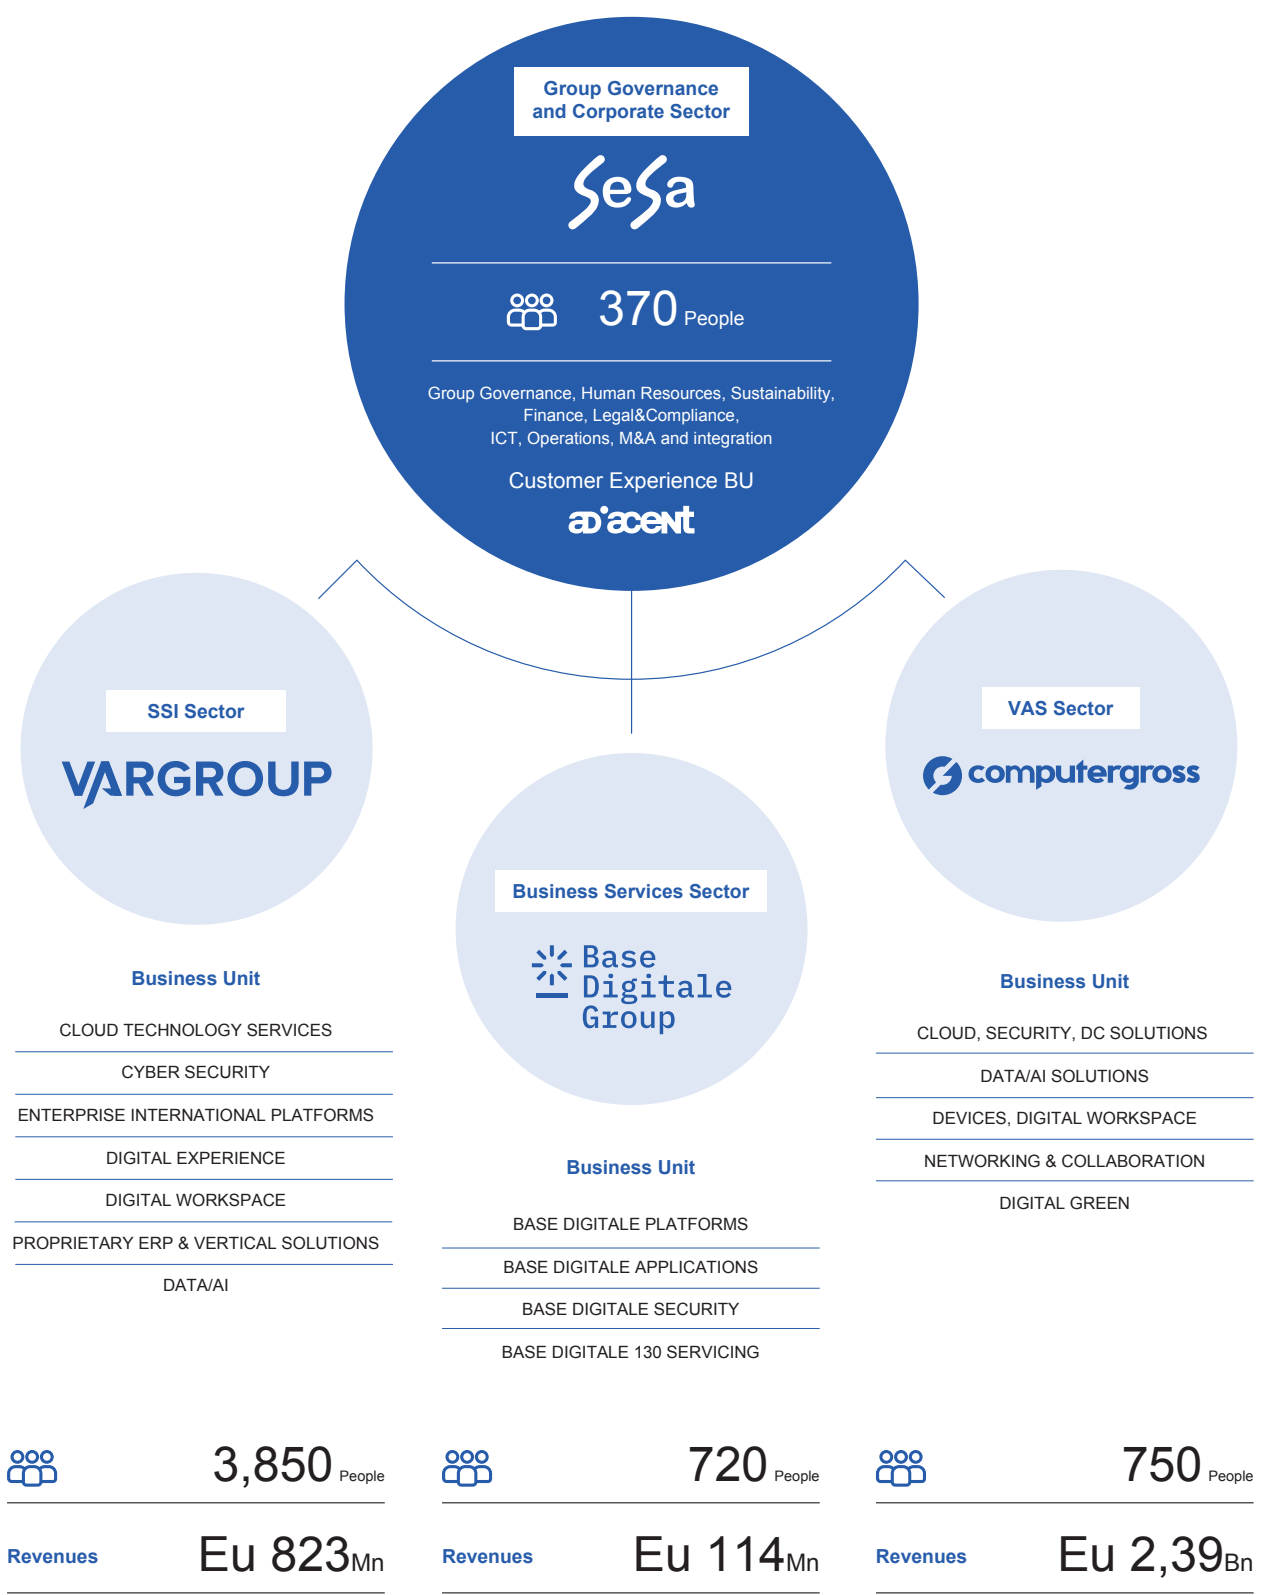 Group Governance
and Corporate Sector
SeSa
370 People
Group Governance, Human Resources, Sustainability,
Finance, Legal&Compliance,
ICT, Operations, M&A and integration
Customer Experience BU
adiacent
SSI Sector
VARGROUP
Business Unit
CLOUD TECHNOLOGY SERVICES
CYBER SECURITY
ENTERPRISE INTERNATIONAL PLATFORMS
DIGITAL EXPERIENCE
DIGITAL WORKSPACE
PROPRIETARY ERP & VERTICAL SOLUTIONS
DATA/AI
3,850 People
Revenues Eu 823Mn
Business Services Sector
Base
Digitale
Group
Business Unit
BASE DIGITALE PLATFORMS
BASE DIGITALE APPLICATIONS
BASE DIGITALE SECURITY
BASE DIGITALE 130 SERVICING
720 People
Revenues Eu 114Mn
VAS Sector
computergross
Business Unit
CLOUD, SECURITY, DC SOLUTIONS
DATA/AI SOLUTIONS
DEVICES, DIGITAL WORKSPACE
NETWORKING & COLLABORATION
DIGITAL GREEN
750 People
Revenues Eu 2,39Bn